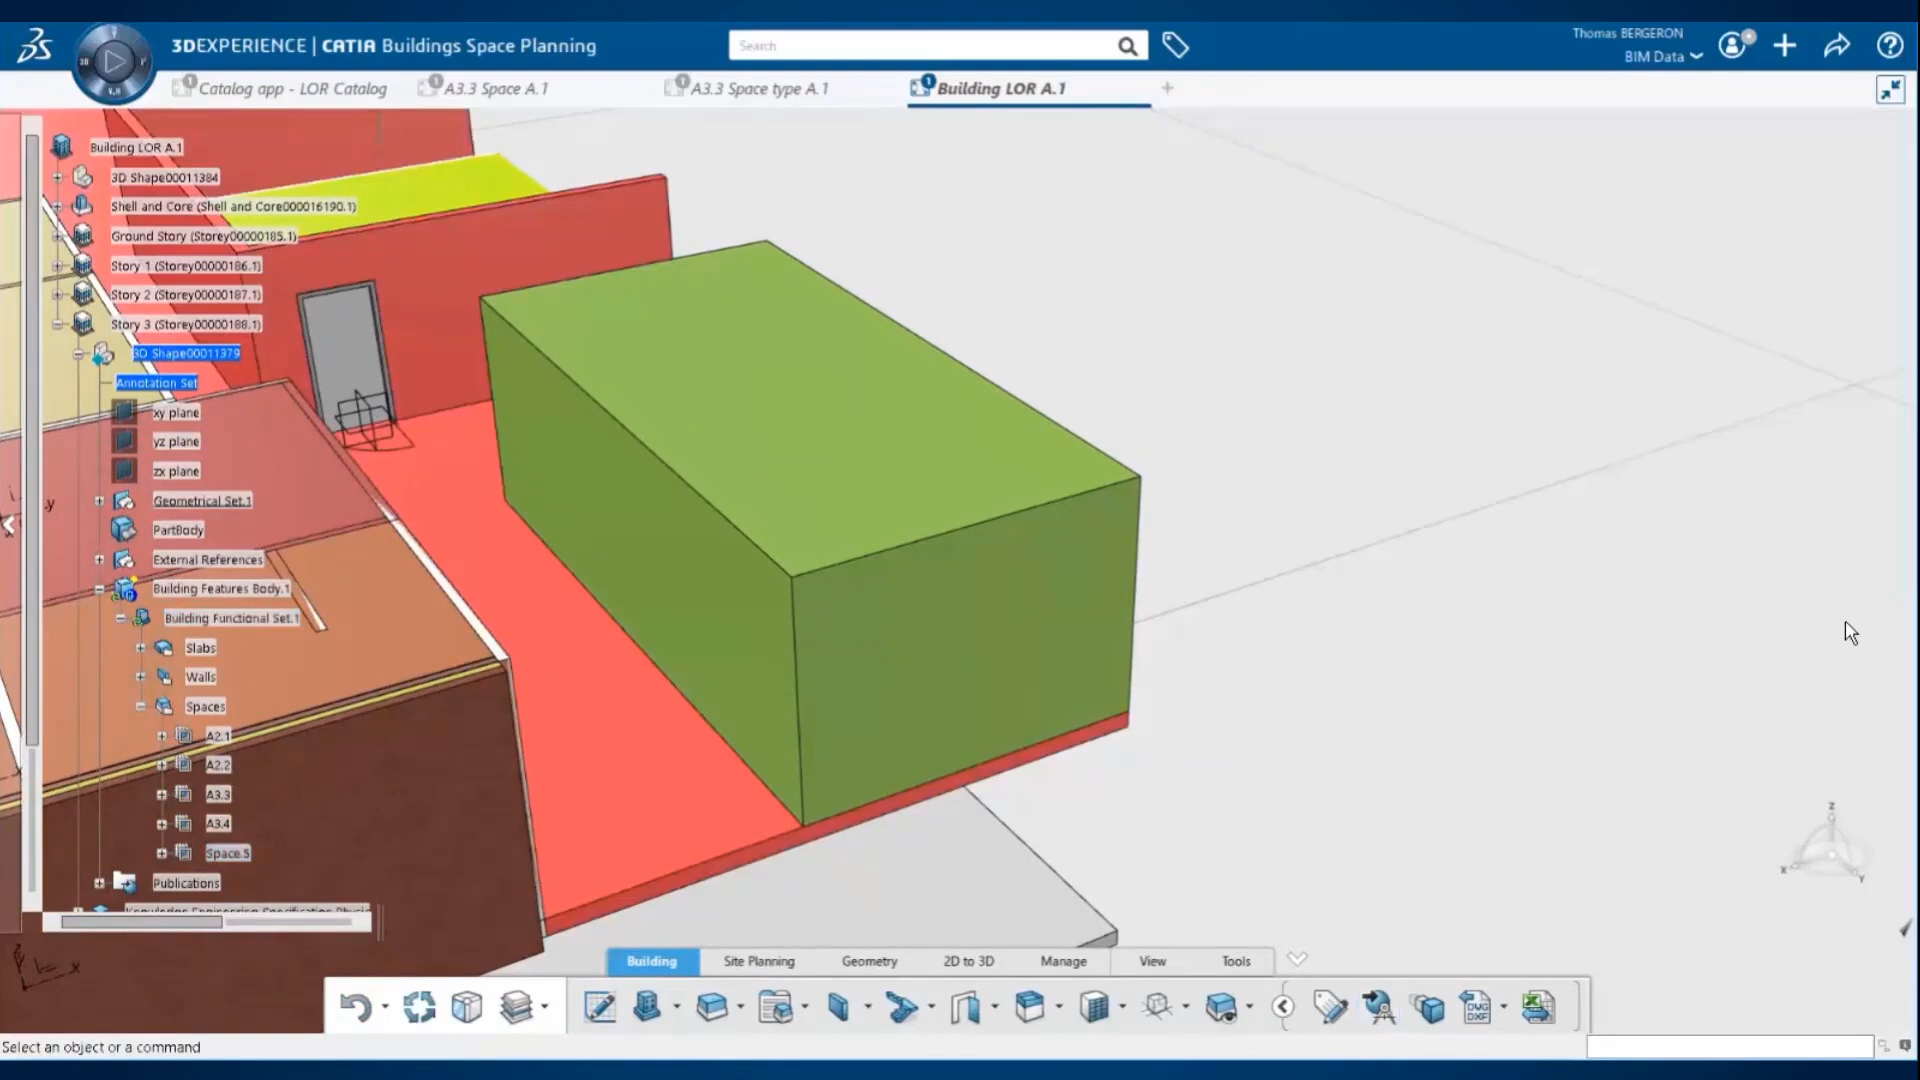 3DEXPERIENCE | CATIA Buildings Space Planning
Search
Thomas BERGERON
BIM Data
Catalog app - LOR Catalog
A3.3 Space A.1
A3.3 Space type A.1
Building LOR A.1
Building LOR A.1
3D Shape00011384
Shell and Core (Shell and Core000016190.1)
Ground Story (Storey00000185.1)
Story 1 (Storey00000186.1)
Story 2 (Storey00000187.1)
Story 3 (Storey00000188.1)
3D Shape00011379
Annotation Set
xy plane
yz plane
zx plane
Geometrical Set.1
PartBody
External References
Building Features Body.1
Building Functional Set.1
Slabs
Walls
Spaces
A2.1
A2.2
A3.3
A3.4
Space.5
Publications
Building
Site Planning
Geometry
2D to 3D
Manage
View
Tools
DWG
DXF
z
x
y
Select an object or a command